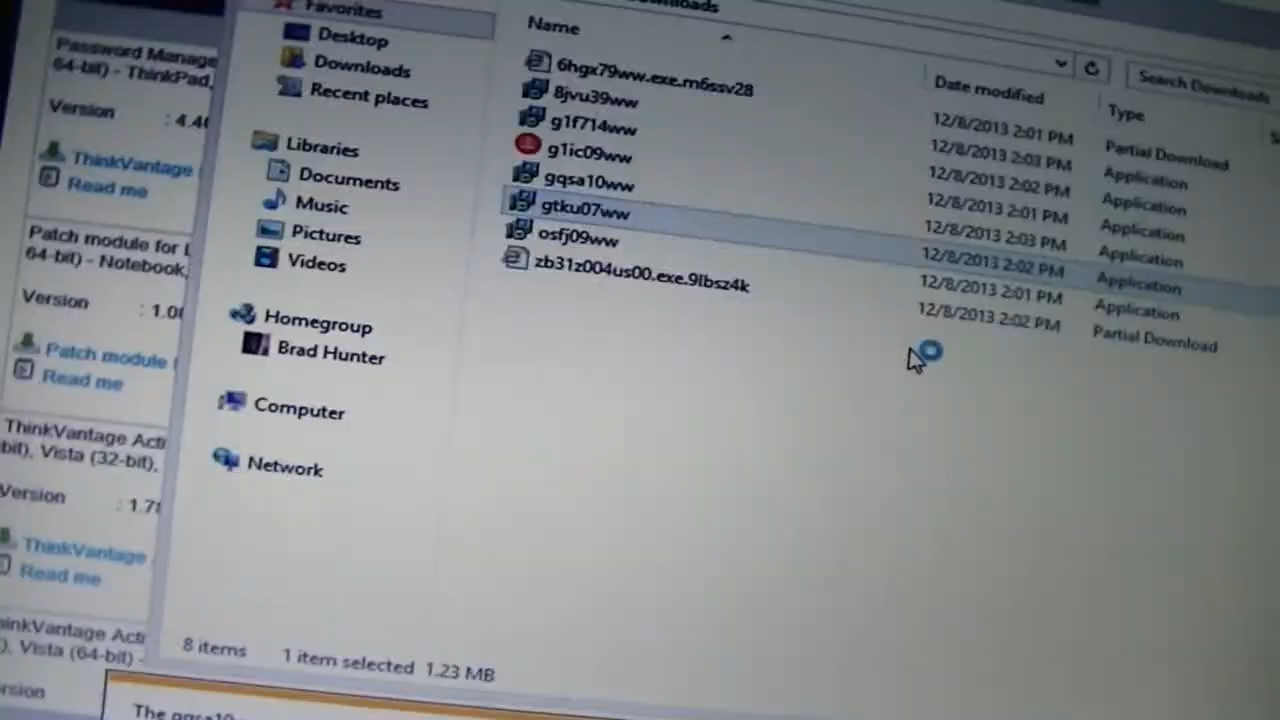 Password Manage
64-bit) - ThinkPad,
Version : 4.4
ThinkVantage
Read me
Patch module for L
64-bit) - Notebook,
Version : 1.0
Patch module f
Read me
ThinkVantage Acti
bit), Vista (32-bit),
Version : 1.7
ThinkVantage
Read me
inkVantage Acti
), Vista (64-bit) -
rsion
Favorites
Desktop
Downloads
Recent places
Libraries
Documents
Music
Pictures
Videos
Homegroup
Brad Hunter
Computer
Network
Search Downloads
Name Date modified Type
6hgx79ww.exe.m6ssv28 12/8/2013 2:01 PM Partial Download
8jvu39ww 12/8/2013 2:03 PM Application
g1f714ww 12/8/2013 2:02 PM Application
g1ic09ww 12/8/2013 2:01 PM Application
gqsa10ww 12/8/2013 2:03 PM Application
gtku07ww 12/8/2013 2:02 PM Application
osfj09ww 12/8/2013 2:01 PM Application
zb31z004us00.exe.9lbsz4k 12/8/2013 2:02 PM Partial Download
8 items 1 item selected 1.23 MB
The gqsa10